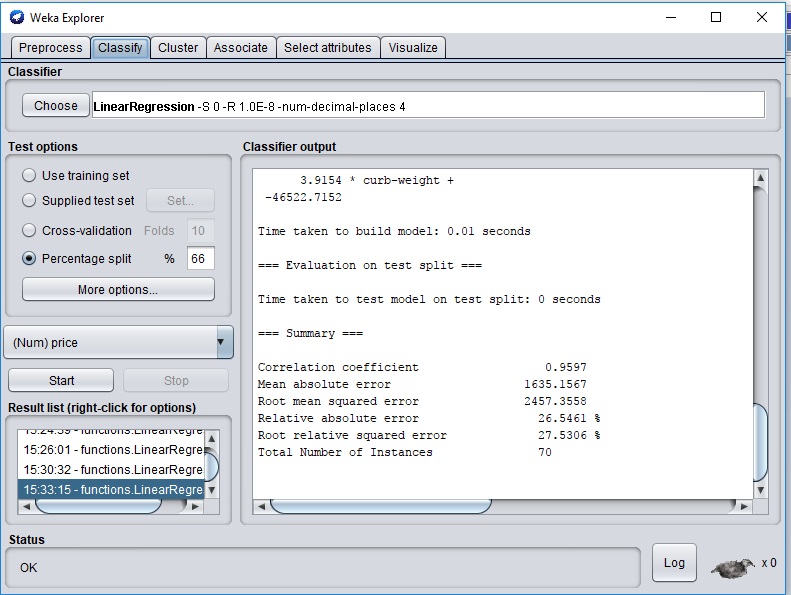 Weka Explorer
Preprocess Classify Cluster Associate Select attributes Visualize
Classifier
Choose LinearRegression -S 0 -R 1.0E-8 -num-decimal-places 4
Test options
Use training set
Supplied test set Set...
Cross-validation Folds 10
Percentage split % 66
More options...
(Num) price
Start Stop
Result list (right-click for options)
15:24:59 - functions.LinearRegre
15:26:01 - functions.LinearRegre
15:30:32 - functions.LinearRegre
15:33:15 - functions.LinearRegre
Classifier output
3.9154 * curb-weight +
-46522.7152
Time taken to build model: 0.01 seconds
=== Evaluation on test split ===
Time taken to test model on test split: 0 seconds
=== Summary ===
Correlation coefficient 0.9597
Mean absolute error 1635.1567
Root mean squared error 2457.3558
Relative absolute error 26.5461 %
Root relative squared error 27.5306 %
Total Number of Instances 70
Status
OK
Log x 0